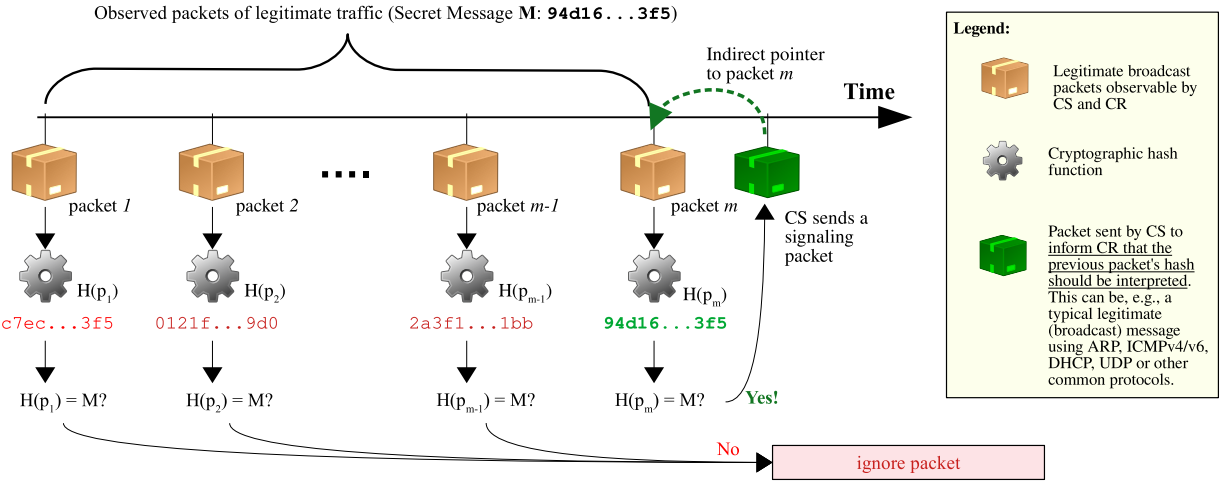 Observed packets of legitimate traffic (Secret Message M: 94d16...3f5)
Indirect pointer
to packet m
Time
packet 1
packet 2
....
packet m-1
packet m
CS sends a
signaling
packet
H(p1)
H(p2)
H(pm-1)
H(pm)
c7ec...3f5
0121f...9d0
2a3f1...1bb
94d16...3f5
H(p1) = M?
H(p2) = M?
H(pm-1) = M?
H(pm) = M?
Yes!
No
ignore packet
Legend:
Legitimate broadcast
packets observable by
CS and CR
Cryptographic hash
function
Packet sent by CS to
inform CR that the
previous packet's hash
should be interpreted.
This can be, e.g., a
typical legitimate
(broadcast) message
using ARP, ICMPv4/v6,
DHCP, UDP or other
common protocols.